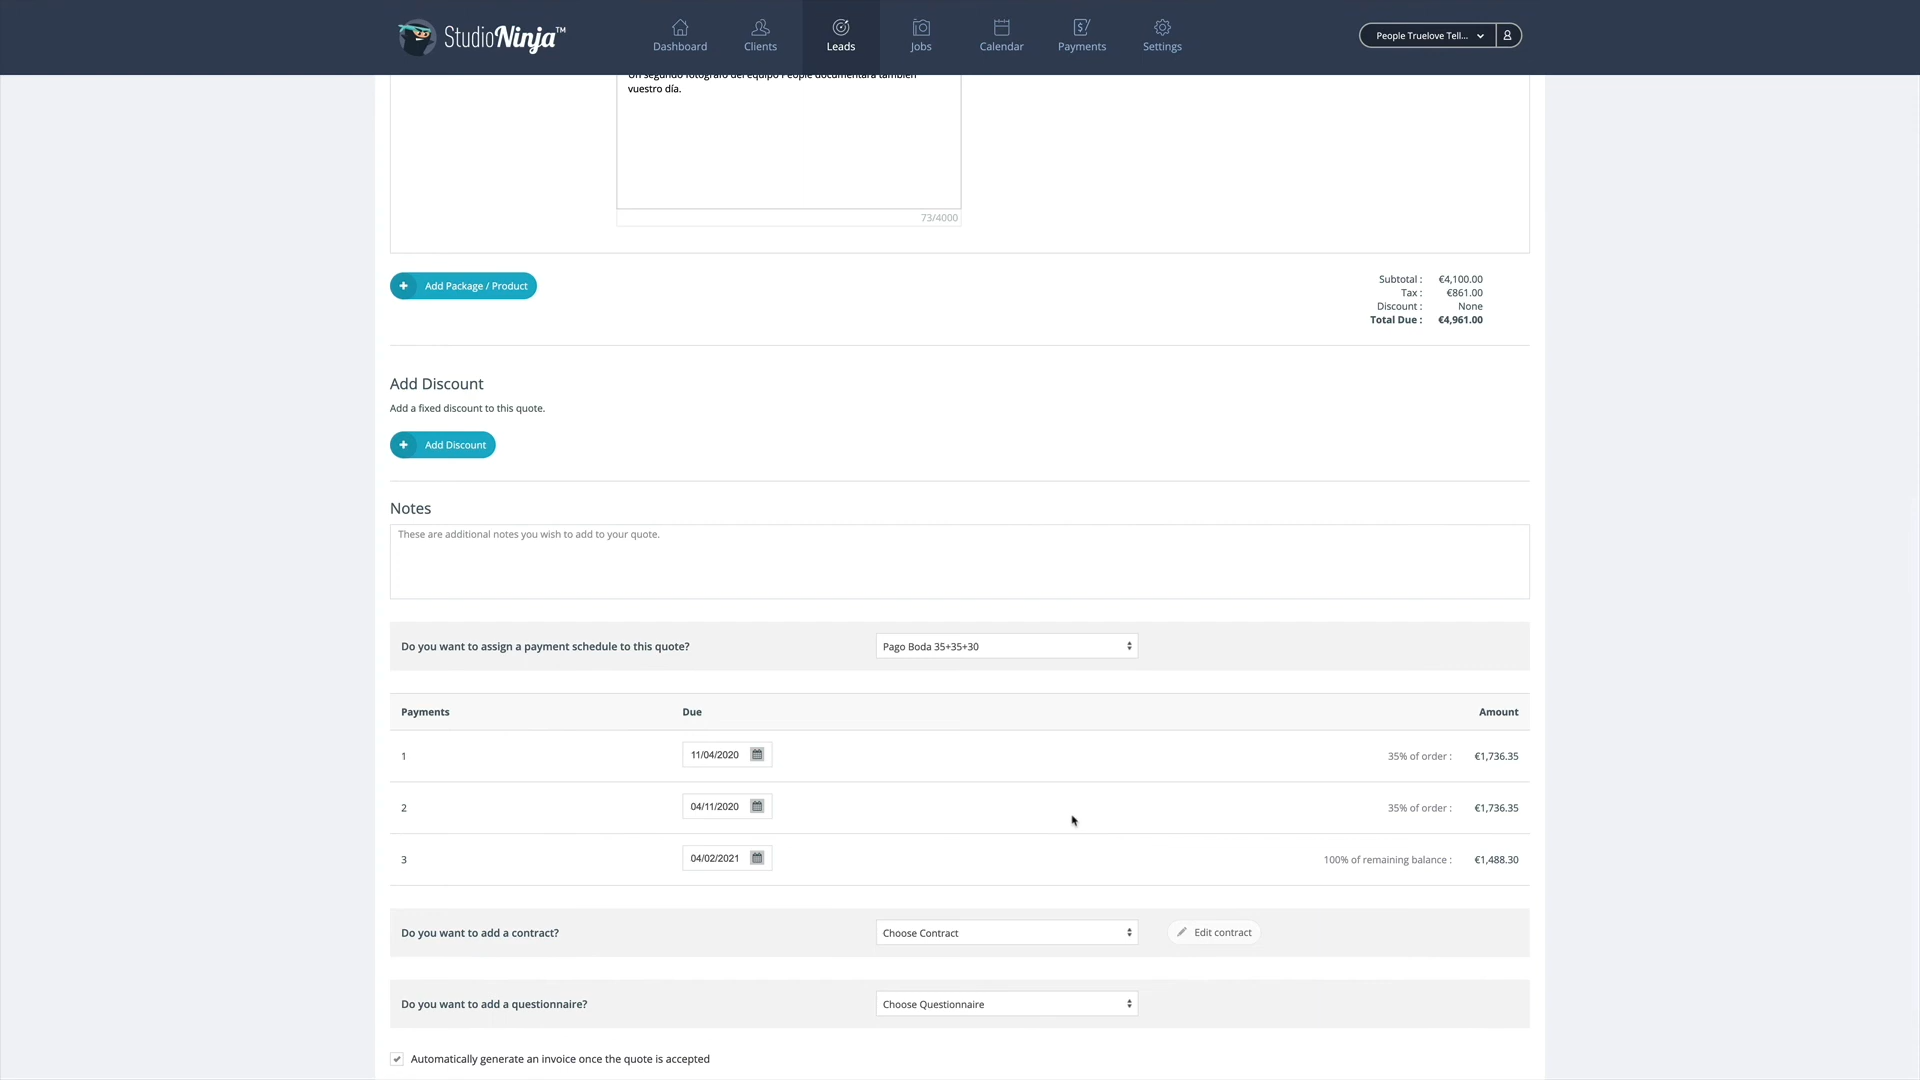 StudioNinja™
Dashboard
Clients
Leads
Jobs
Calendar
Payments
Settings
People Truelove Tell...
Un segundo fotógrafo del equipo People documentará también
vuestro día.
73/4000
Add Package / Product
Subtotal : €4,100.00
Tax : €861.00
Discount : None
Total Due : €4,961.00
Add Discount
Add a fixed discount to this quote.
Add Discount
Notes
These are additional notes you wish to add to your quote.
Do you want to assign a payment schedule to this quote? Pago Boda 35+35+30
Payments Due Amount
1 11/04/2020 35% of order : €1,736.35
2 04/11/2020 35% of order : €1,736.35
3 04/02/2021 100% of remaining balance : €1,488.30
Do you want to add a contract? Choose Contract Edit contract
Do you want to add a questionnaire? Choose Questionnaire
Automatically generate an invoice once the quote is accepted